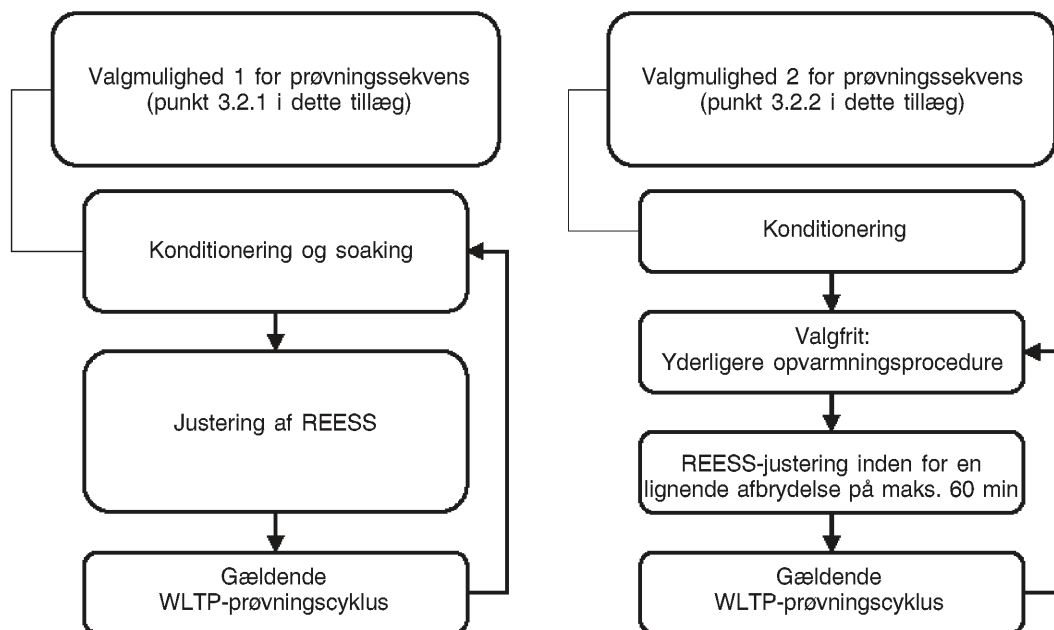 Valgmulighed 1 for prøvningssekvens
(punkt 3.2.1 i dette tillæg)
Konditionering og soaking
Justering af REESS
Gældende
WLTP-prøvningscyklus
Valgmulighed 2 for prøvningssekvens
(punkt 3.2.2 i dette tillæg)
Konditionering
Valgfrit:
Yderligere opvarmningsprocedure
REESS-justering inden for en
lignende afbrydelse på maks. 60 min
Gældende
WLTP-prøvningscyklus